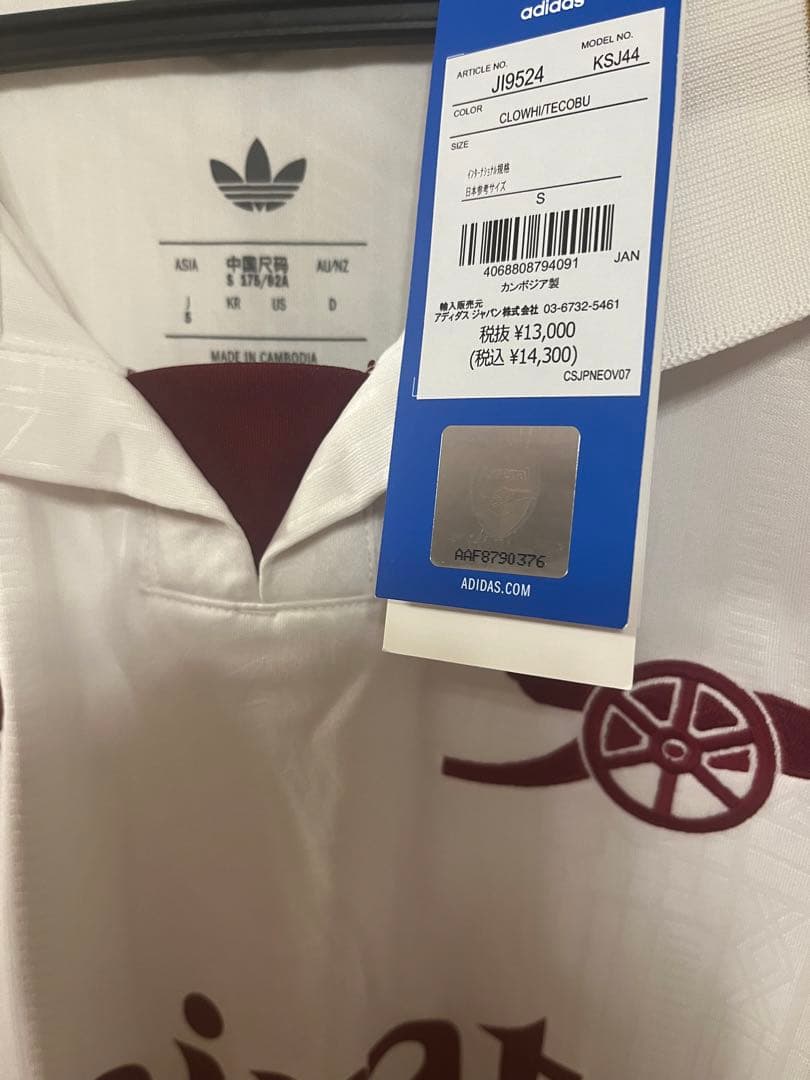 adidas
ARTICLE NO.
MODEL NO.
JI9524
KSJ44
COLOR
CLOWHI/TECOBU
SIZE
インターナショナル規格
日本参考サイズ
S
4068808794091
JAN
カンボジア製
輸入販売元
アディダス ジャパン株式会社 03-6732-5461
税抜 ¥13,000
(税込 ¥14,300)
CSJPNEOV07
AAF8790376
ADIDAS.COM
ASIA 中国尺码 AU/NZ
S 175/92A
J KR US D
S
MADE IN CAMBODIA